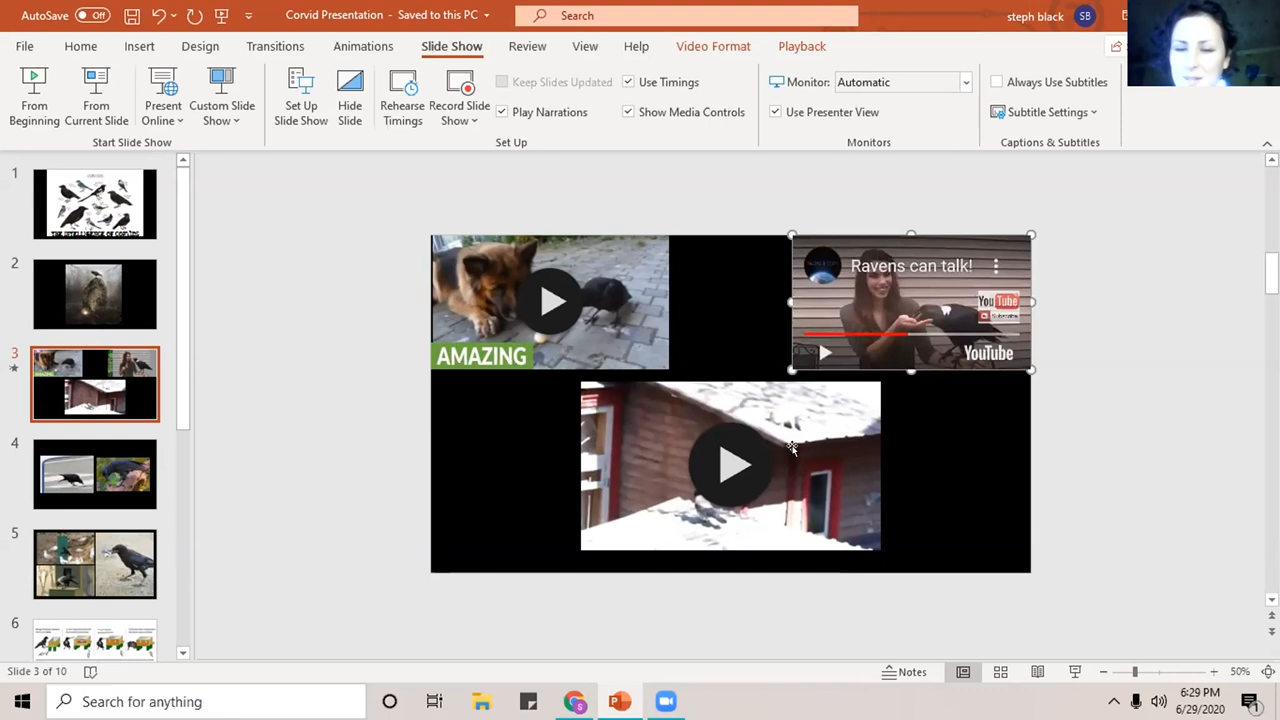 AutoSave Off
Corvid Presentation - Saved to this PC
Search
steph black SB
File Home Insert Design Transitions Animations Slide Show Review View Help Video Format Playback
From Beginning
From Current Slide
Present Online
Custom Slide Show
Start Slide Show
Set Up Slide Show
Hide Slide
Rehearse Timings
Record Slide Show
Keep Slides Updated
Play Narrations
Use Timings
Show Media Controls
Set Up
Monitor: Automatic
Use Presenter View
Monitors
Always Use Subtitles
Subtitle Settings
Captions & Subtitles
1
THE INTELLIGENCE OF CORVIDS
2
3
4
5
6
AMAZING
Ravens can talk!
YouTube
YouTube
Slide 3 of 10
Notes
50%
Search for anything
6:29 PM
6/29/2020